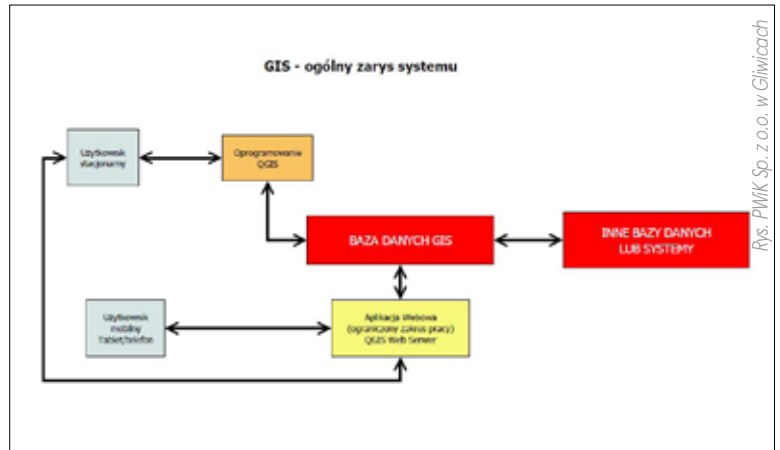 GIS - ogólny zarys systemu
Użytkownik
stacjonarny
Oprogramowanie
QGIS
BAZA DANYCH GIS
INNE BAZY DANYCH
LUB SYSTEMY
Użytkownik
mobilny
Tablet/telefon
Aplikacja Webowa
(ograniczony zakres pracy)
QGIS Web Serwer
Rys. PWiK Sp. z o.o. w Gliwicach